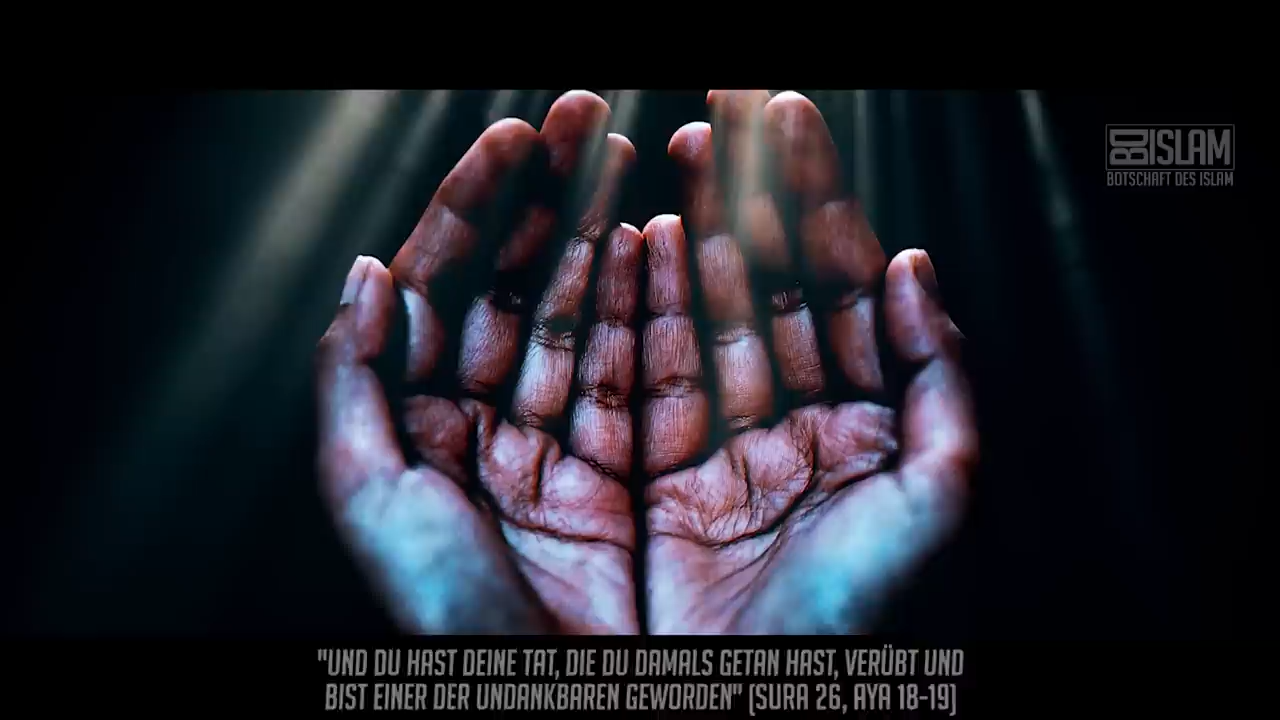 BDISLAM
BOTSCHAFT DES ISLAM
"UND DU HAST DEINE TAT, DIE DU DAMALS GETAN HAST, VERÜBT UND
BIST EINER DER UNDANKBAREN GEWORDEN" (SURA 26, AYA 18-19)